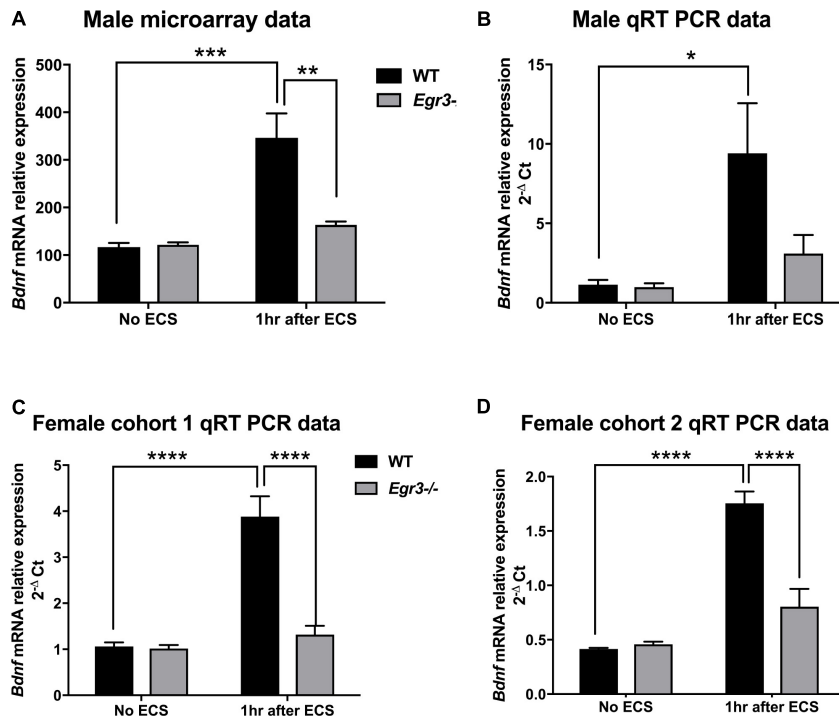 A
Male microarray data
Bdnf mRNA relative expression
500
400
300
200
100
0
***
**
WT
Egr3-
No ECS
1hr after ECS
B
Male qRT PCR data
Bdnf mRNA relative expression
2-Δ Ct
15
10
5
0
*
No ECS
1hr after ECS
C
Female cohort 1 qRT PCR data
Bdnf mRNA relative expression
2-Δ Ct
5
4
3
2
1
0
****
****
WT
Egr3-/-
No ECS
1hr after ECS
D
Female cohort 2 qRT PCR data
Bdnf mRNA relative expression
2-Δ Ct
2.0
1.5
1.0
0.5
0.0
****
****
No ECS
1hr after ECS